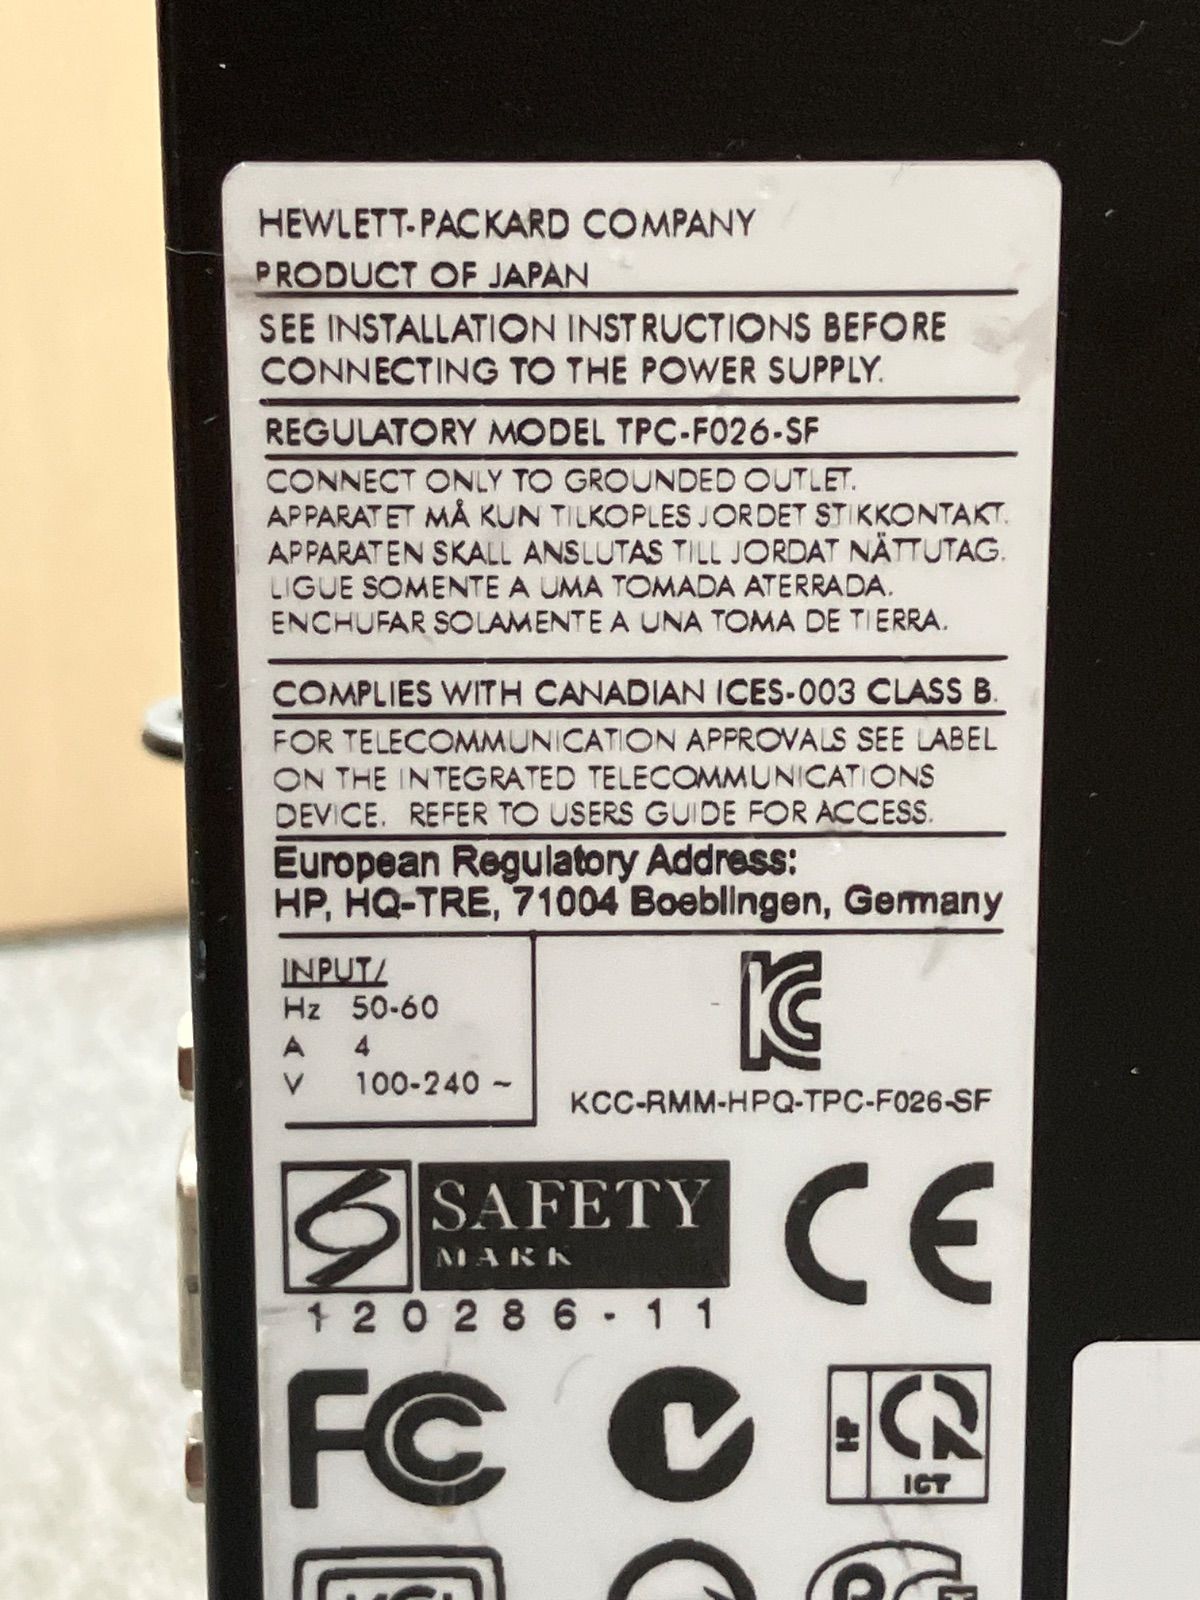 HEWLETT-PACKARD COMPANY
PRODUCT OF JAPAN
SEE INSTALLATION INSTRUCTIONS BEFORE
CONNECTING TO THE POWER SUPPLY.
REGULATORY MODEL TPC-F026-SF
CONNECT ONLY TO GROUNDED OUTLET.
APPARATET MÅ KUN TILKOPLES JORDET STIKKONTAKT.
APPARATEN SKALL ANSLUTAS TILL JORDAT NÄTTUTAG.
LIGUE SOMENTE A UMA TOMADA ATERRADA.
ENCHUFAR SOLAMENTE A UNA TOMA DE TIERRA.
COMPLIES WITH CANADIAN ICES-003 CLASS B.
FOR TELECOMMUNICATION APPROVALS SEE LABEL
ON THE INTEGRATED TELECOMMUNICATIONS
DEVICE. REFER TO USERS GUIDE FOR ACCESS.
European Regulatory Address:
HP, HQ-TRE, 71004 Boeblingen, Germany
INPUT/
Hz 50-60
A 4
V 100-240 ~
KC
KCC-RMM-HPQ-TPC-F026-SF
SAFETY
MARK
CE
120286-11
FC
HP
ICT